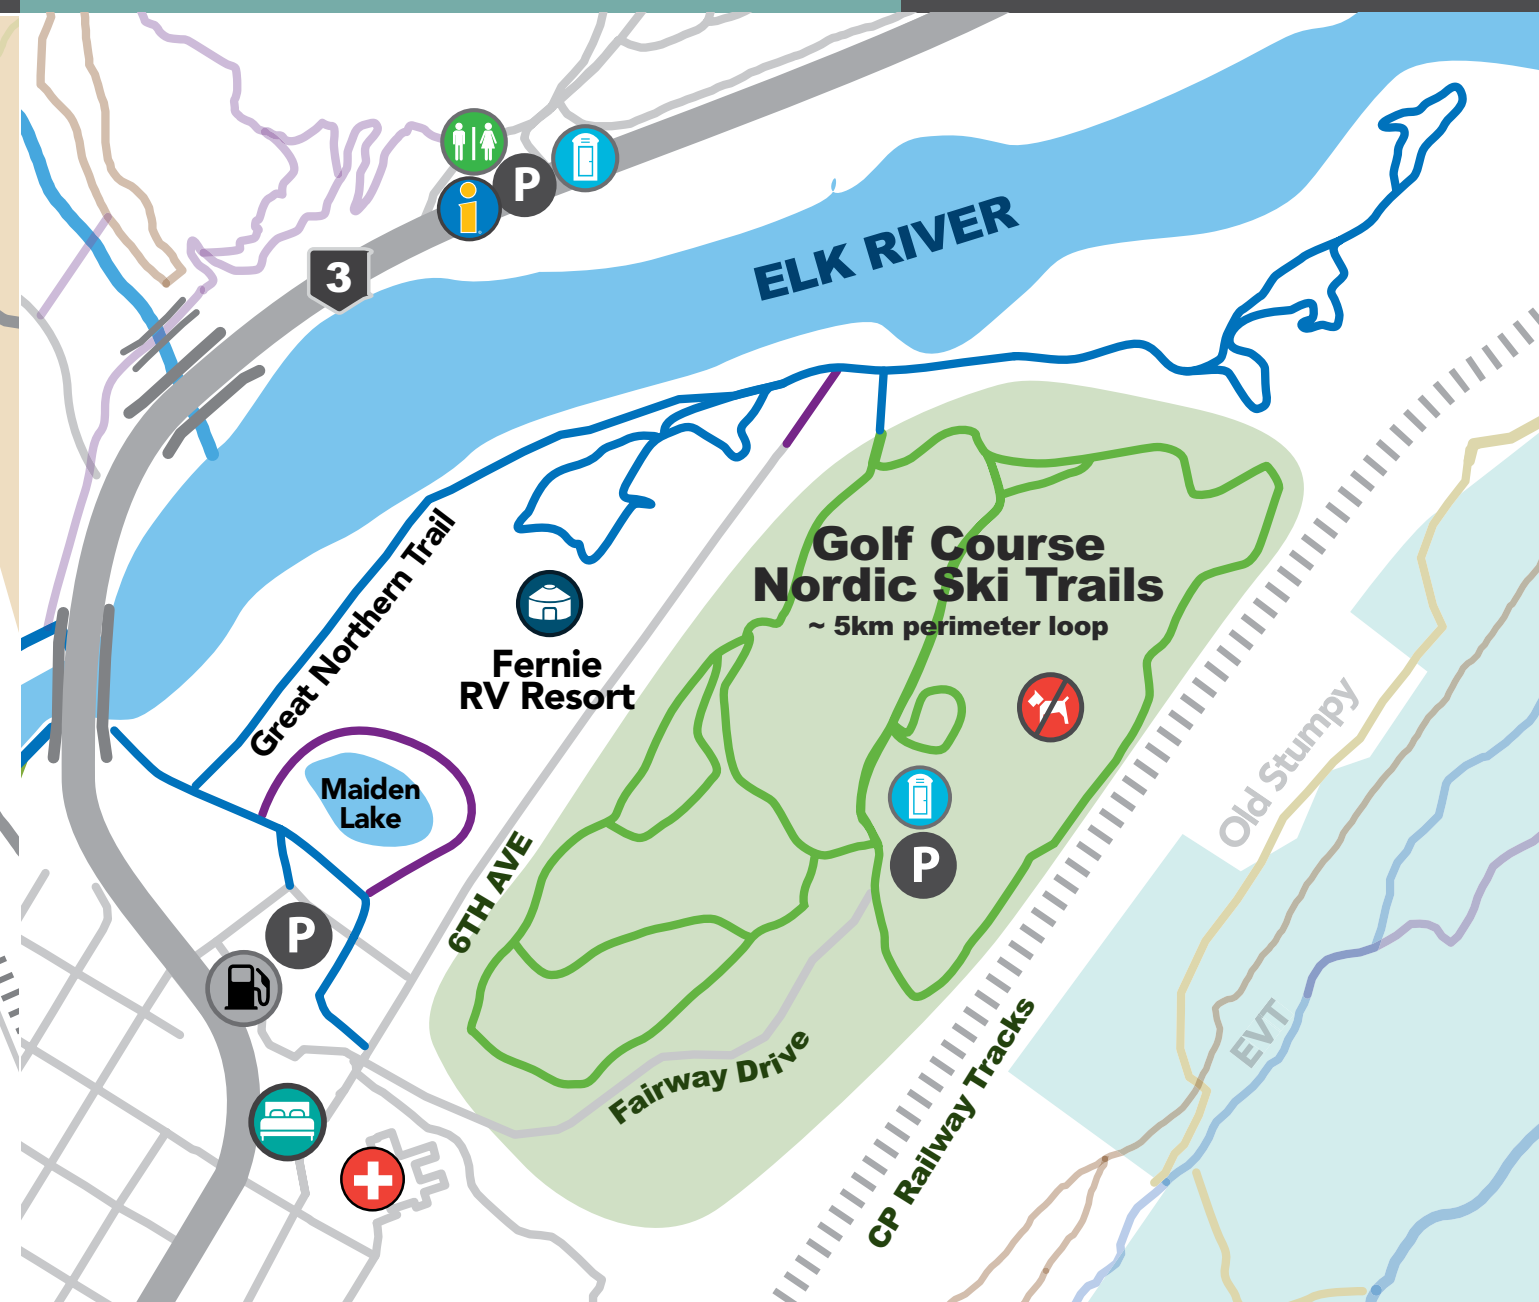 P
3
ELK RIVER
Great Northern Trail
Golf Course
Nordic Ski Trails
~ 5km perimeter loop
Fernie
RV Resort
Maiden
Lake
Old Stumpy
6TH AVE
P
P
EVT
Fairway Drive
CP Railway Tracks